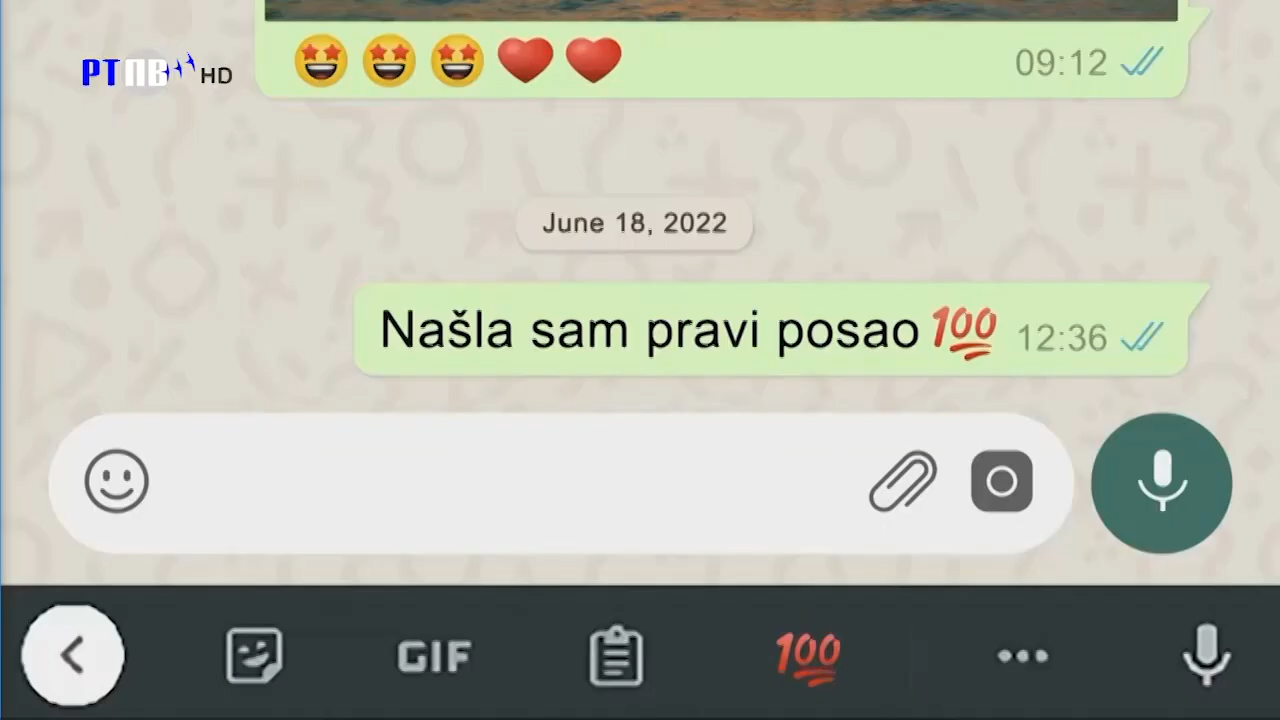 😍🤩🤩❤️❤️ 09:12
РТПВ HD
June 18, 2022
Našla sam pravi posao 💯 12:36
GIF
💯